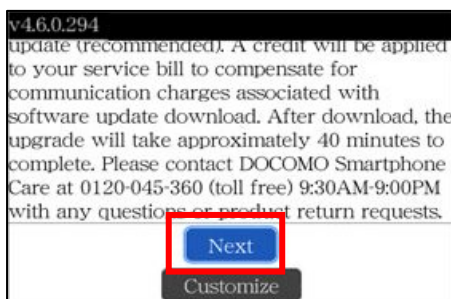 v4.6.0.294
update (recommended). A credit will be applied
to your service bill to compensate for
communication charges associated with
software update download. After download, the
upgrade will take approximately 40 minutes to
complete. Please contact DOCOMO Smartphone
Care at 0120-045-360 (toll free) 9:30AM-9:00PM
with any questions or product return requests.
Next
Customize